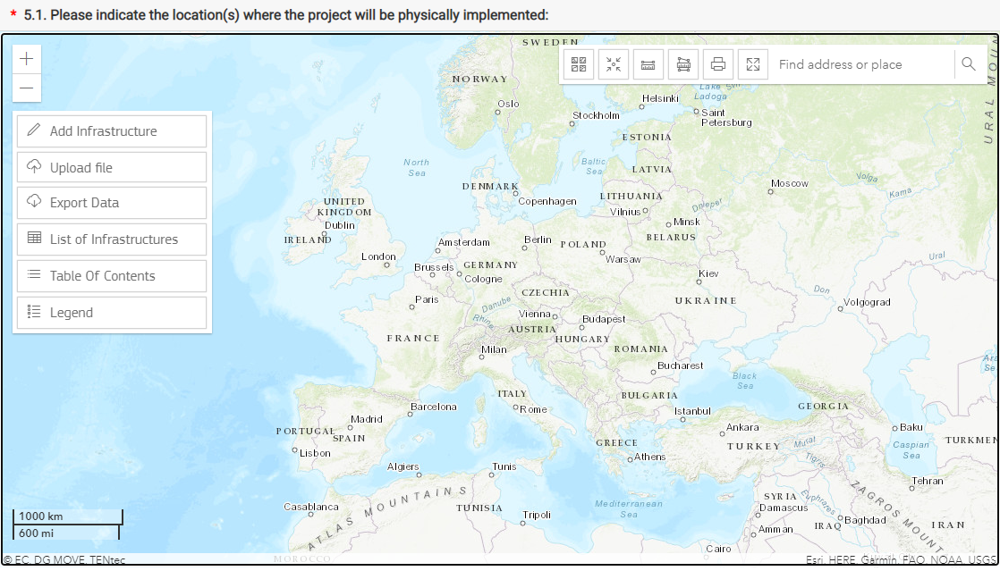 * 5.1. Please indicate the location(s) where the project will be physically implemented:
+
Find address or place
—
Add Infrastructure
Upload file
Export Data
List of Infrastructures
Table Of Contents
Legend
SWEDEN
NORWAY
Oslo
Stockholm
Helsinki
Lake
Ladoga
Saint
Petersburg
URAL MOUN
ESTONIA
North
Sea
Baltic
Sea
LATVIA
Moscow
Volga
Kama
DENMARK
Copenhagen
LITHUANIA
Vilnius
Dnieper
UNITED
KINGDOM
Dublin
IRELAND
Minsk
BELARUS
Amsterdam
Berlin
POLAND
Warsaw
London
Brussels
GERMANY
Cologne
Kiev
Ural
CZECHIA
UKRAINE
Don
Volgograd
Paris
Danube
Rhine
Vienna
Budapest
AUSTRIA
HUNGARY
FRANCE
Milan
ROMANIA
Bucharest
Black
Sea
ITALY
Rome
BULGARIA
Barcelona
Istanbul
GEORGIA
Madrid
PORTUGAL
SPAIN
Lisbon
Ankara
Baku
GREECE
Athens
TURKEY
Murat
Tigris
Caspian
Sea
TURKMEN
Algiers
Tunis
Tehran
ATLAS MOUNTAINS
Casablanca
TUNISIA
Tripoli
Mediterranean
Sea
SYRIA
Damascus
Euphrates
ZAGROS MOUNT
Amman
IRAQ
Baghdad
IRAN
1000 km
600 mi
Cairo
MOROCCO
© EC, DG MOVE, TENtec
Esri, HERE, Garmin, FAO, NOAA, USGS